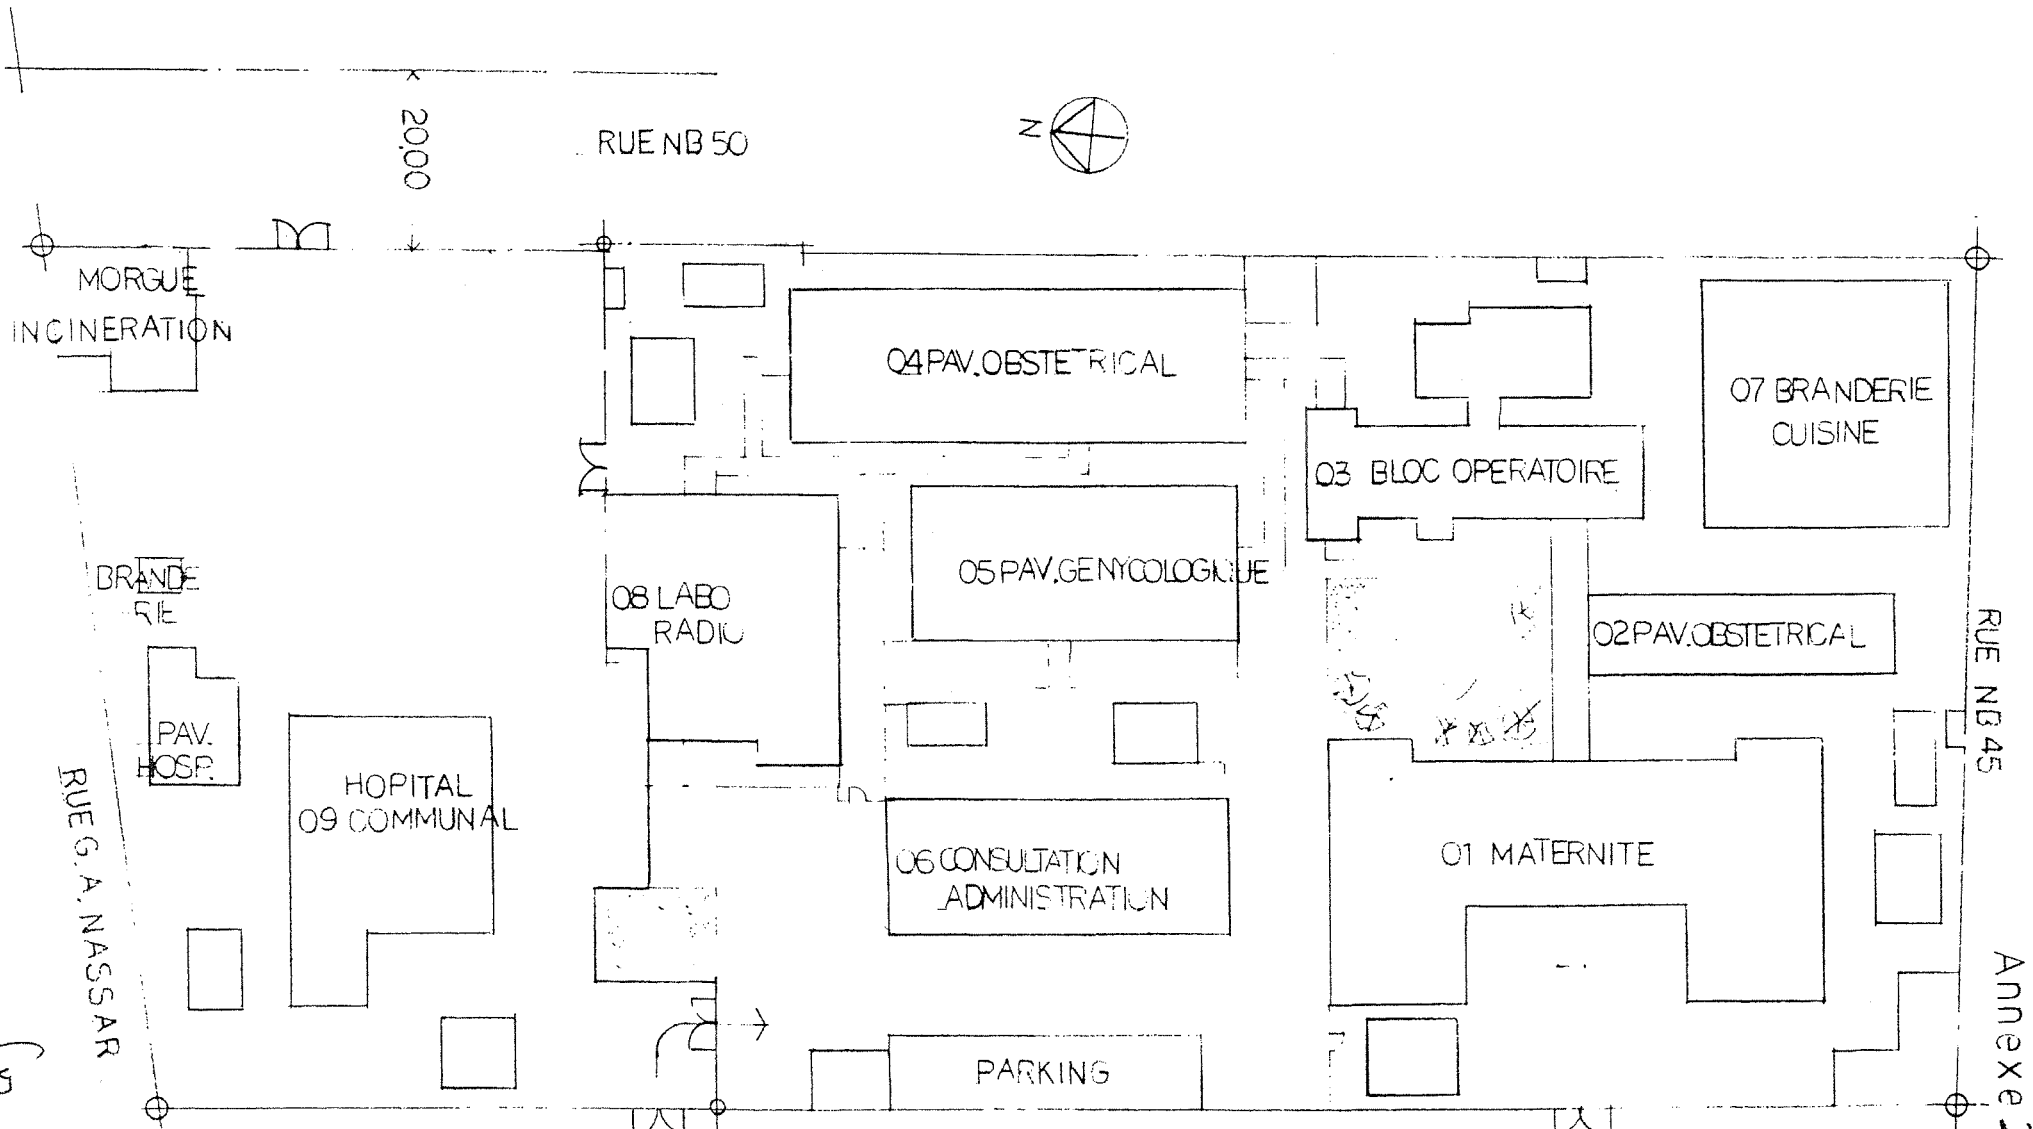 20,00
RUE NB 50
N
MORGUE
INCINERATION
04 PAV. OBSTETRICAL
07 BRANDERIE
CUISINE
03 BLOC OPERATOIRE
05 PAV. GENYCOLOGIQUE
BRANDE
RIE
08 LABO
RADIO
02 PAV. OBSTETRICAL
RUE NB 45
PAV.
HOSP.
HOPITAL
09 COMMUNAL
RUE G. A. NASSAR
06 CONSULTATION
ADMINISTRATION
01 MATERNITE
PARKING
Annexe